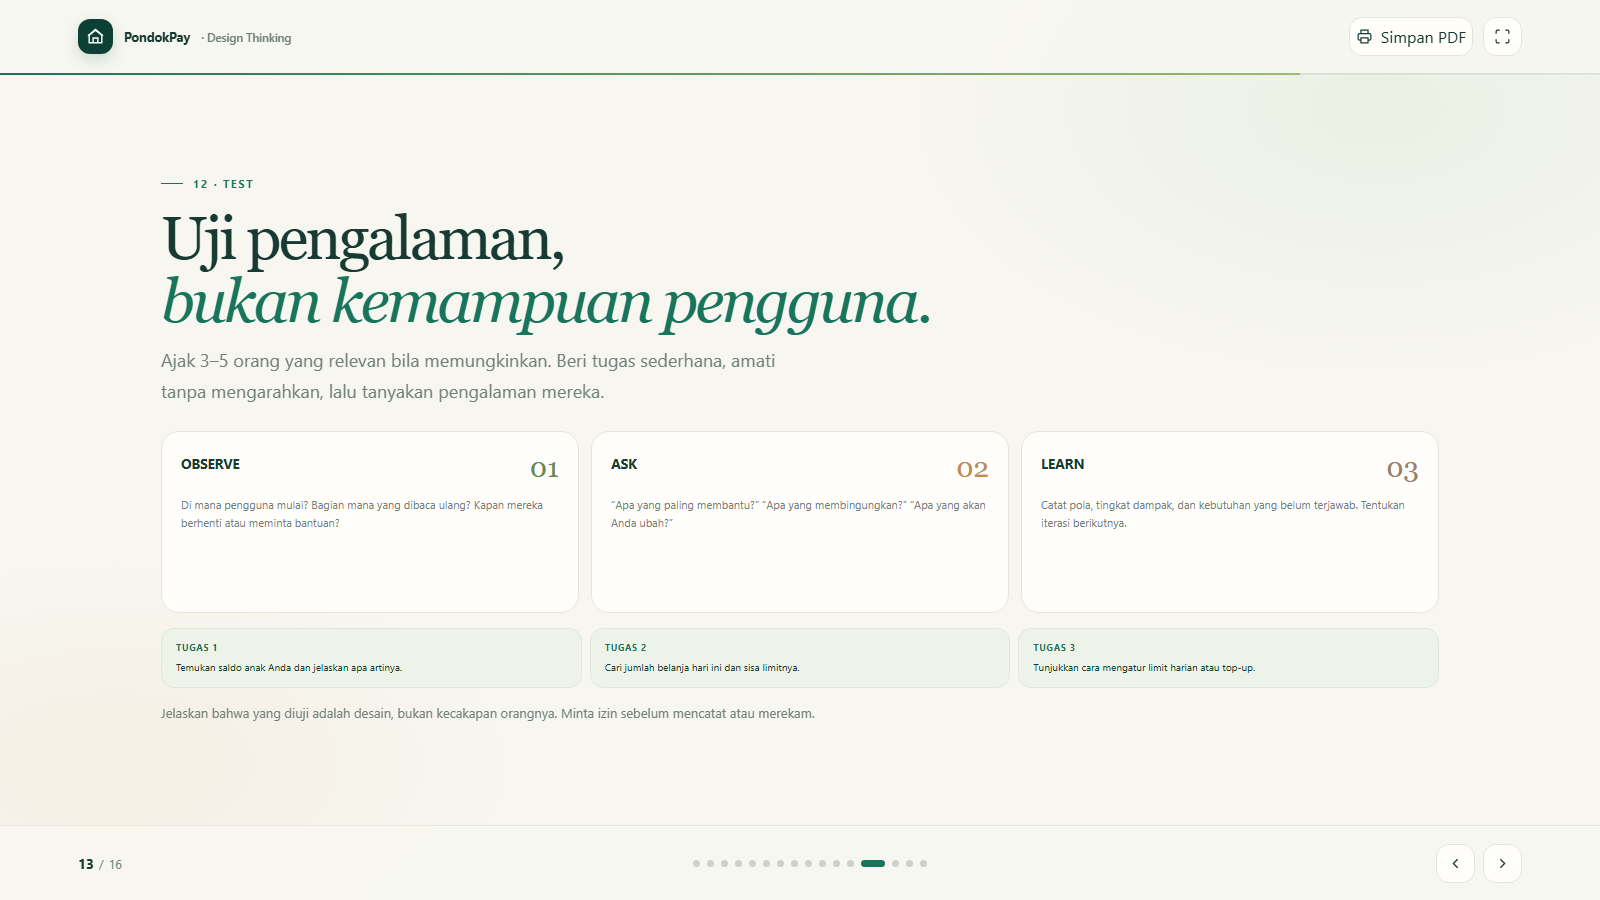 PondokPay · Design Thinking
Simpan PDF
12 · TEST
Uji pengalaman,
bukan kemampuan pengguna.
Ajak 3–5 orang yang relevan bila memungkinkan. Beri tugas sederhana, amati
tanpa mengarahkan, lalu tanyakan pengalaman mereka.
OBSERVE 01
Di mana pengguna mulai? Bagian mana yang dibaca ulang? Kapan mereka
berhenti atau meminta bantuan?
ASK 02
“Apa yang paling membantu?” “Apa yang membingungkan?” “Apa yang akan
Anda ubah?”
LEARN 03
Catat pola, tingkat dampak, dan kebutuhan yang belum terjawab. Tentukan
iterasi berikutnya.
TUGAS 1
Temukan saldo anak Anda dan jelaskan apa artinya.
TUGAS 2
Cari jumlah belanja hari ini dan sisa limitnya.
TUGAS 3
Tunjukkan cara mengatur limit harian atau top-up.
Jelaskan bahwa yang diuji adalah desain, bukan kecakapan orangnya. Minta izin sebelum mencatat atau merekam.
13 / 16